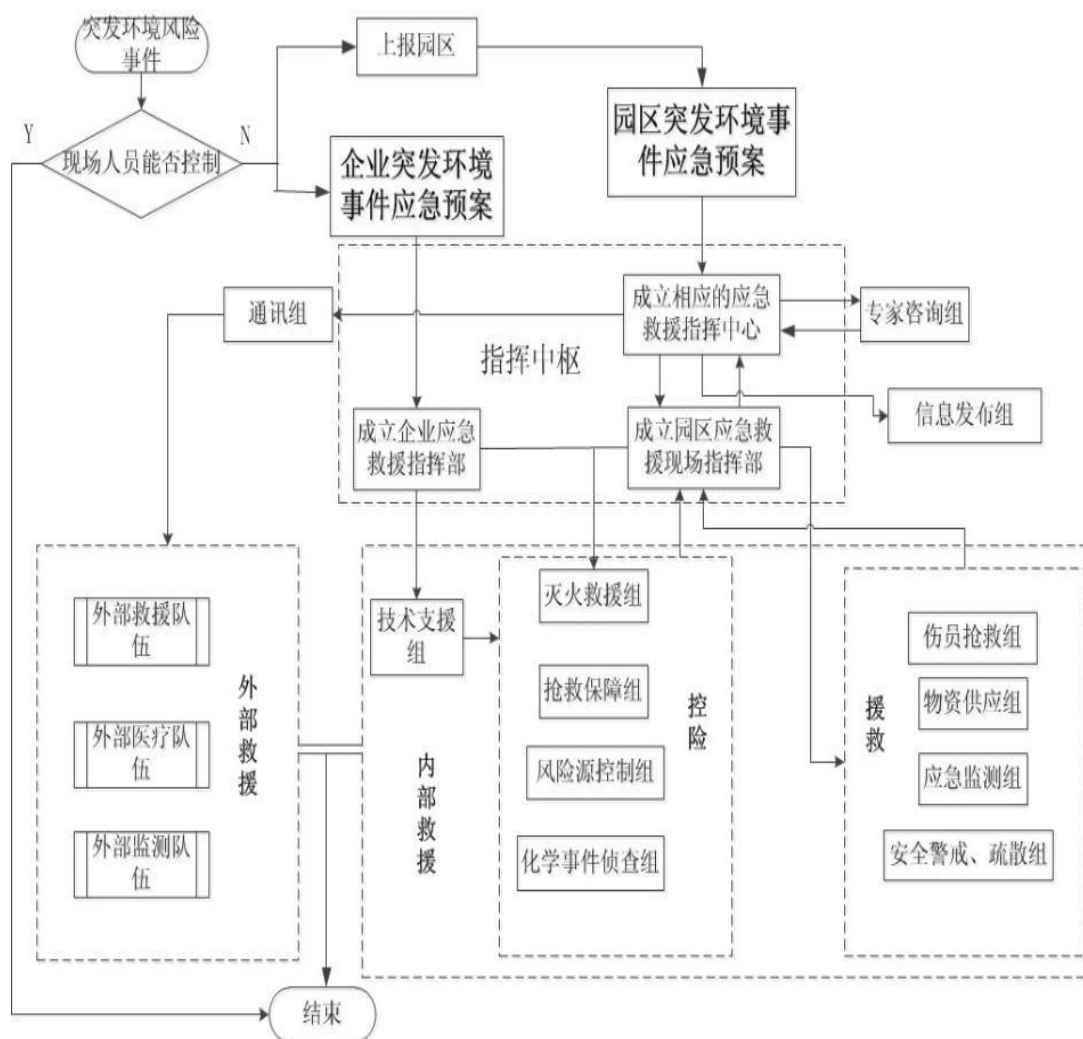 突发环境风险
事件
上报园区
Y
N
现场人员能否控制
园区突发环境事
件应急预案
企业突发环境
事件应急预案
通讯组
成立相应的应急
救援指挥中心
专家咨询组
指挥中枢
信息发布组
成立企业应急
救援指挥部
成立园区应急救
援现场指挥部
外部救援队
伍
外部医疗队
伍
外部监测队
伍
外部救援
技术支援
组
内部救援
灭火救援组
抢救保障组
风险源控制组
化学事件侦查组
控险
援救
伤员抢救组
物资供应组
应急监测组
安全警戒、疏散组
结束